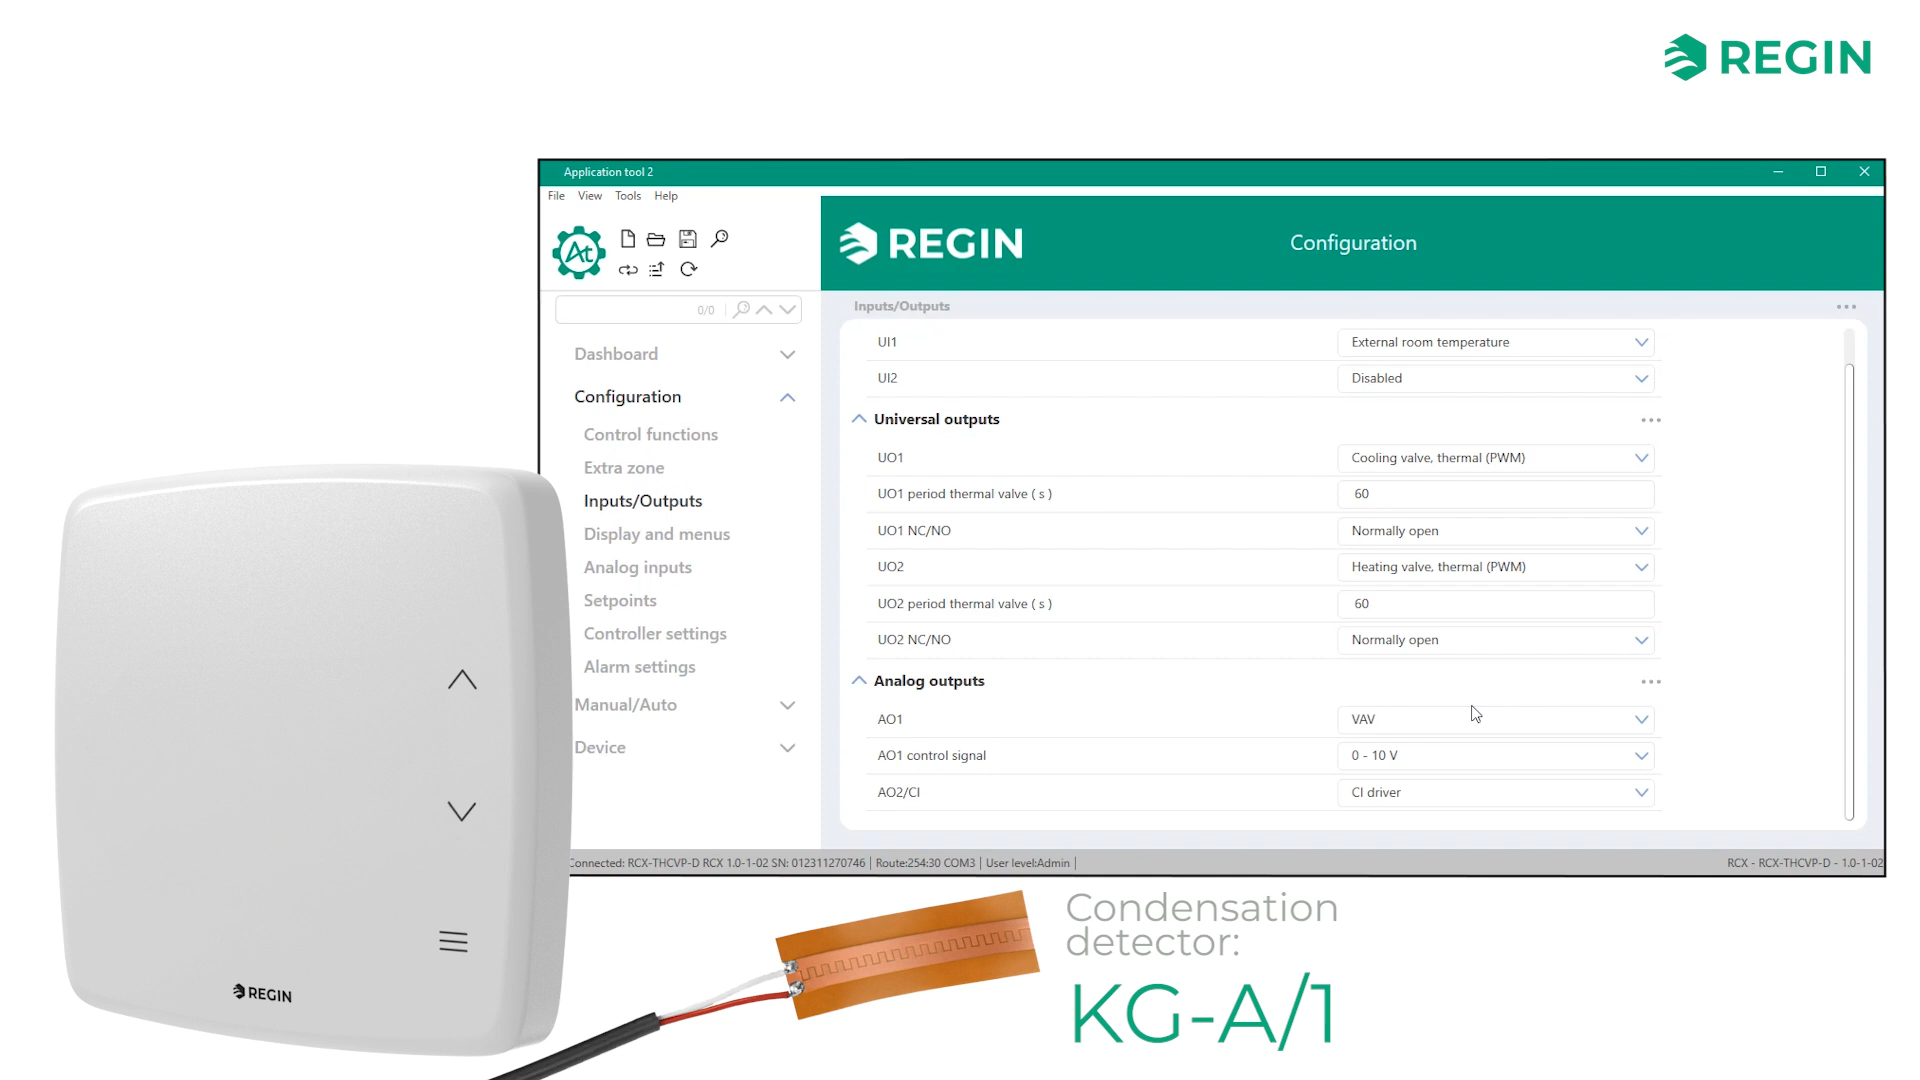 REGIN
Application tool 2
File View Tools Help
At
REGIN
Configuration
0/0
Inputs/Outputs
Dashboard
Configuration
Control functions
Extra zone
Inputs/Outputs
Display and menus
Analog inputs
Setpoints
Controller settings
Alarm settings
Manual/Auto
Device
UI1 External room temperature
UI2 Disabled
Universal outputs
UO1 Cooling valve, thermal (PWM)
UO1 period thermal valve ( s ) 60
UO1 NC/NO Normally open
UO2 Heating valve, thermal (PWM)
UO2 period thermal valve ( s ) 60
UO2 NC/NO Normally open
Analog outputs
AO1 VAV
AO1 control signal 0 - 10 V
AO2/CI CI driver
Connected: RCX-THCVP-D RCX 1.0-1-02 SN: 012311270746 | Route:254:30 COM3 | User level:Admin |
RCX - RCX-THCVP-D - 1.0-1-02
REGIN
Condensation
detector:
KG-A/1